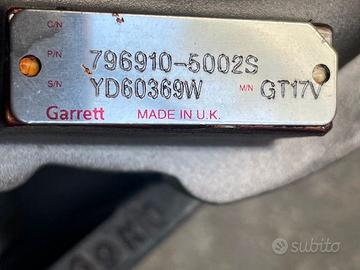 C/N
P/N 796910-5002S
S/N YD60369W M/N GT17V
Garrett MADE IN U.K.
subito